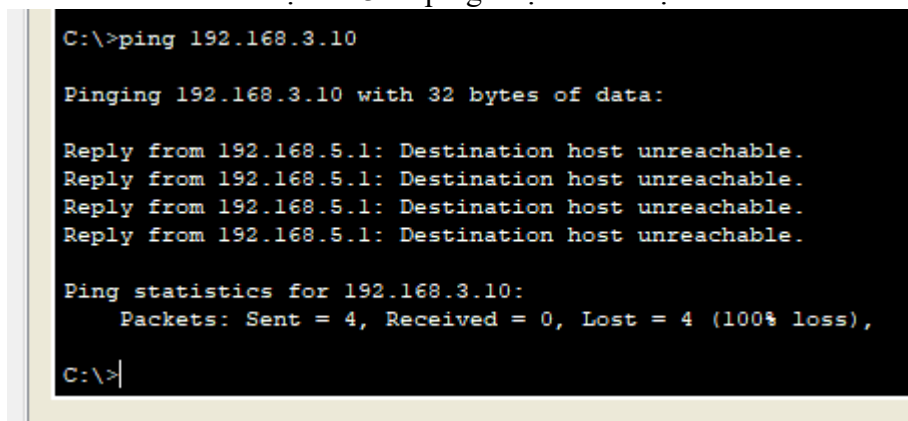 ping
C:\>ping 192.168.3.10
Pinging 192.168.3.10 with 32 bytes of data:
Reply from 192.168.5.1: Destination host unreachable.
Reply from 192.168.5.1: Destination host unreachable.
Reply from 192.168.5.1: Destination host unreachable.
Reply from 192.168.5.1: Destination host unreachable.
Ping statistics for 192.168.3.10:
Packets: Sent = 4, Received = 0, Lost = 4 (100% loss),
C:\>